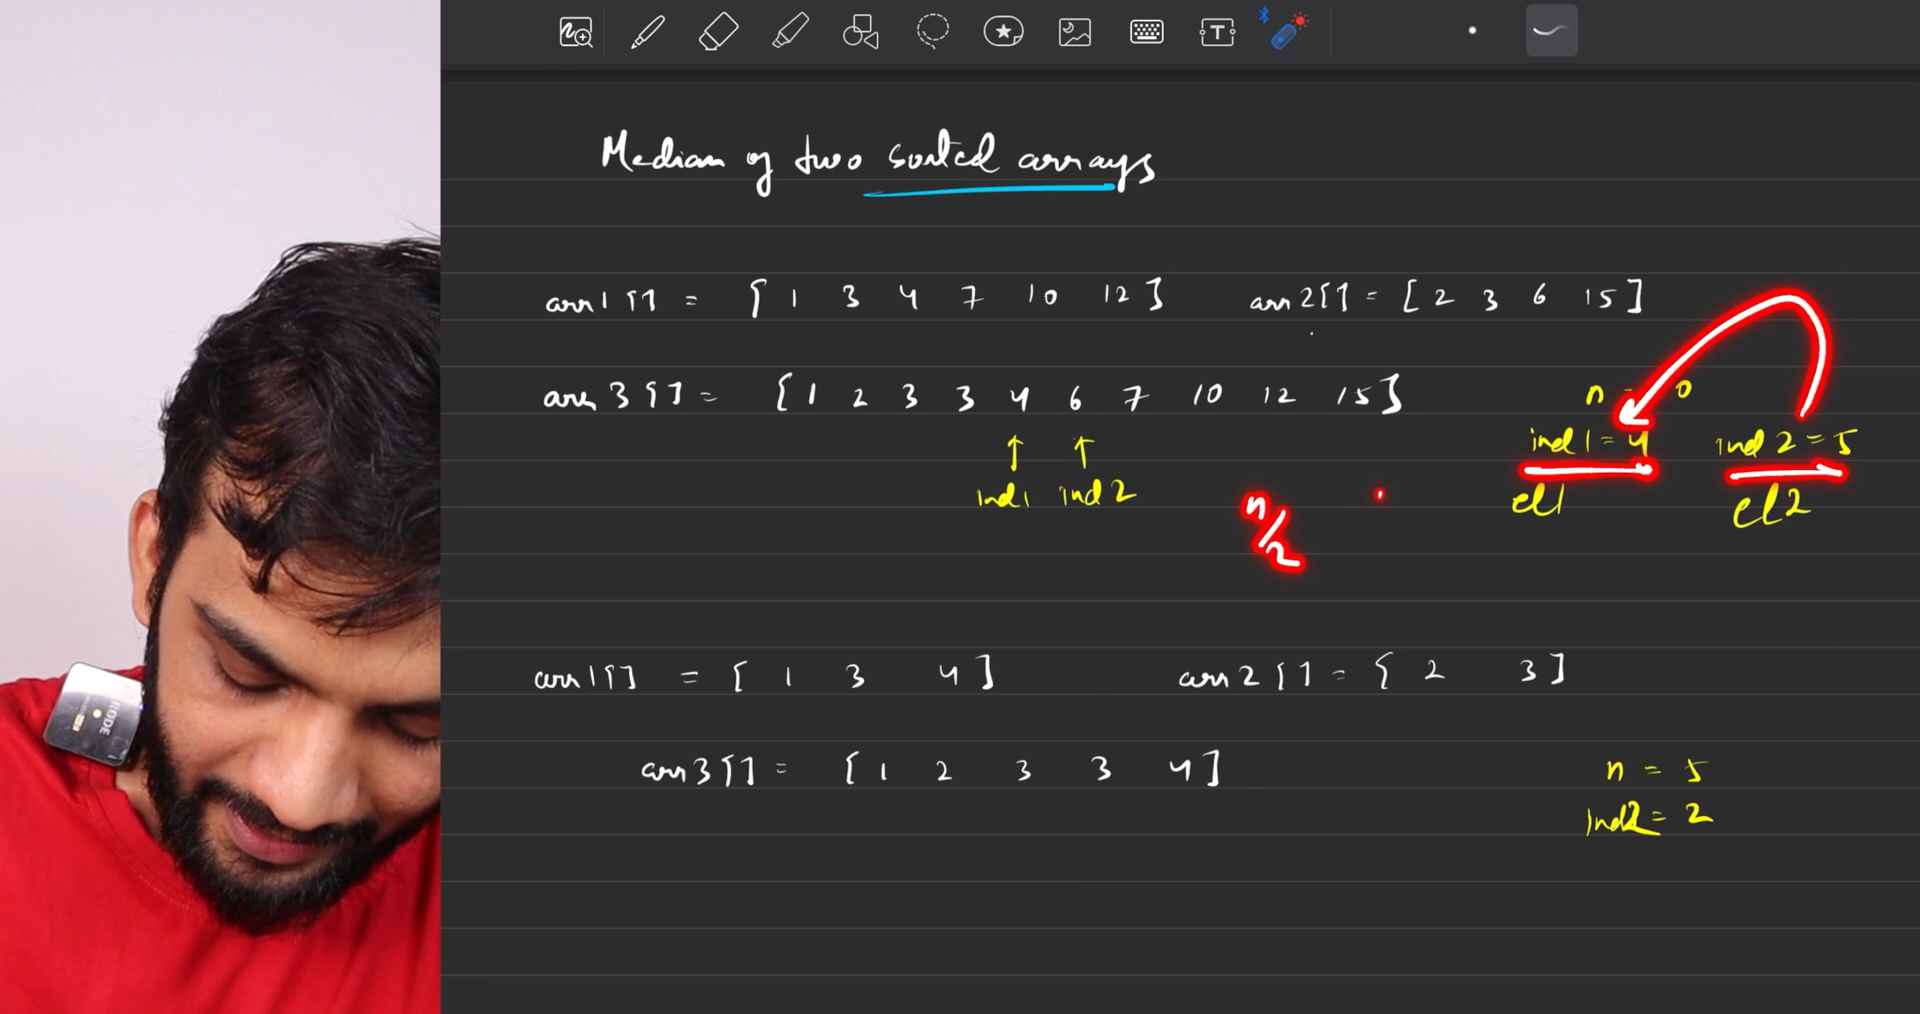 Median of two sorted arrays
arr1[] = [1 3 4 7 10 12] arr2[] = [2 3 6 15]
arr3[] = [1 2 3 3 4 6 7 10 12 15]
ind1 ind2
n/2
ind1 = 4 ind2 = 5
el1 el2
arr1[] = [1 3 4] arr2[] = [2 3]
arr3[] = [1 2 3 3 4]
n = 5
ind2 = 2
RODE